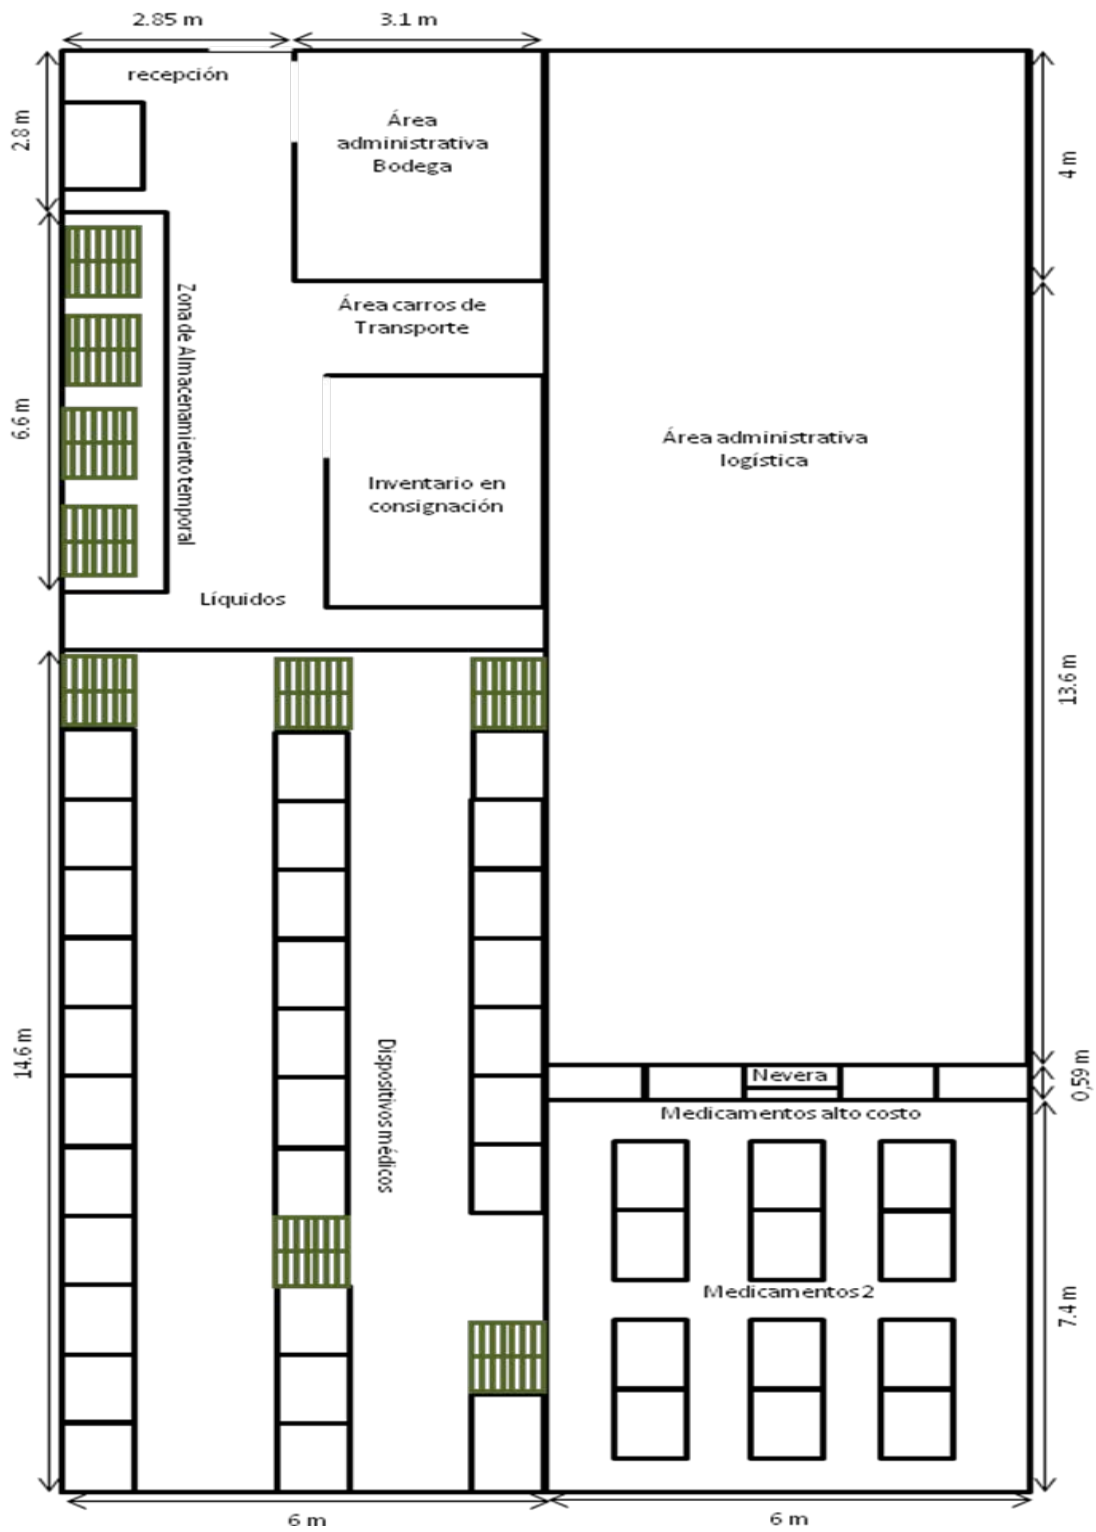 2.85 m
3.1 m
recepción
2.8 m
Área
administrativa
Bodega
4 m
Zona de Almacenamiento temporal
Área carros de
Transporte
6.6 m
Área administrativa
logística
Inventario en
consignación
Líquidos
13.6 m
14.6 m
Dispositivos médicos
Nevera
0,59 m
Medicamentos alto costo
Medicamentos 2
7.4 m
6 m
6 m